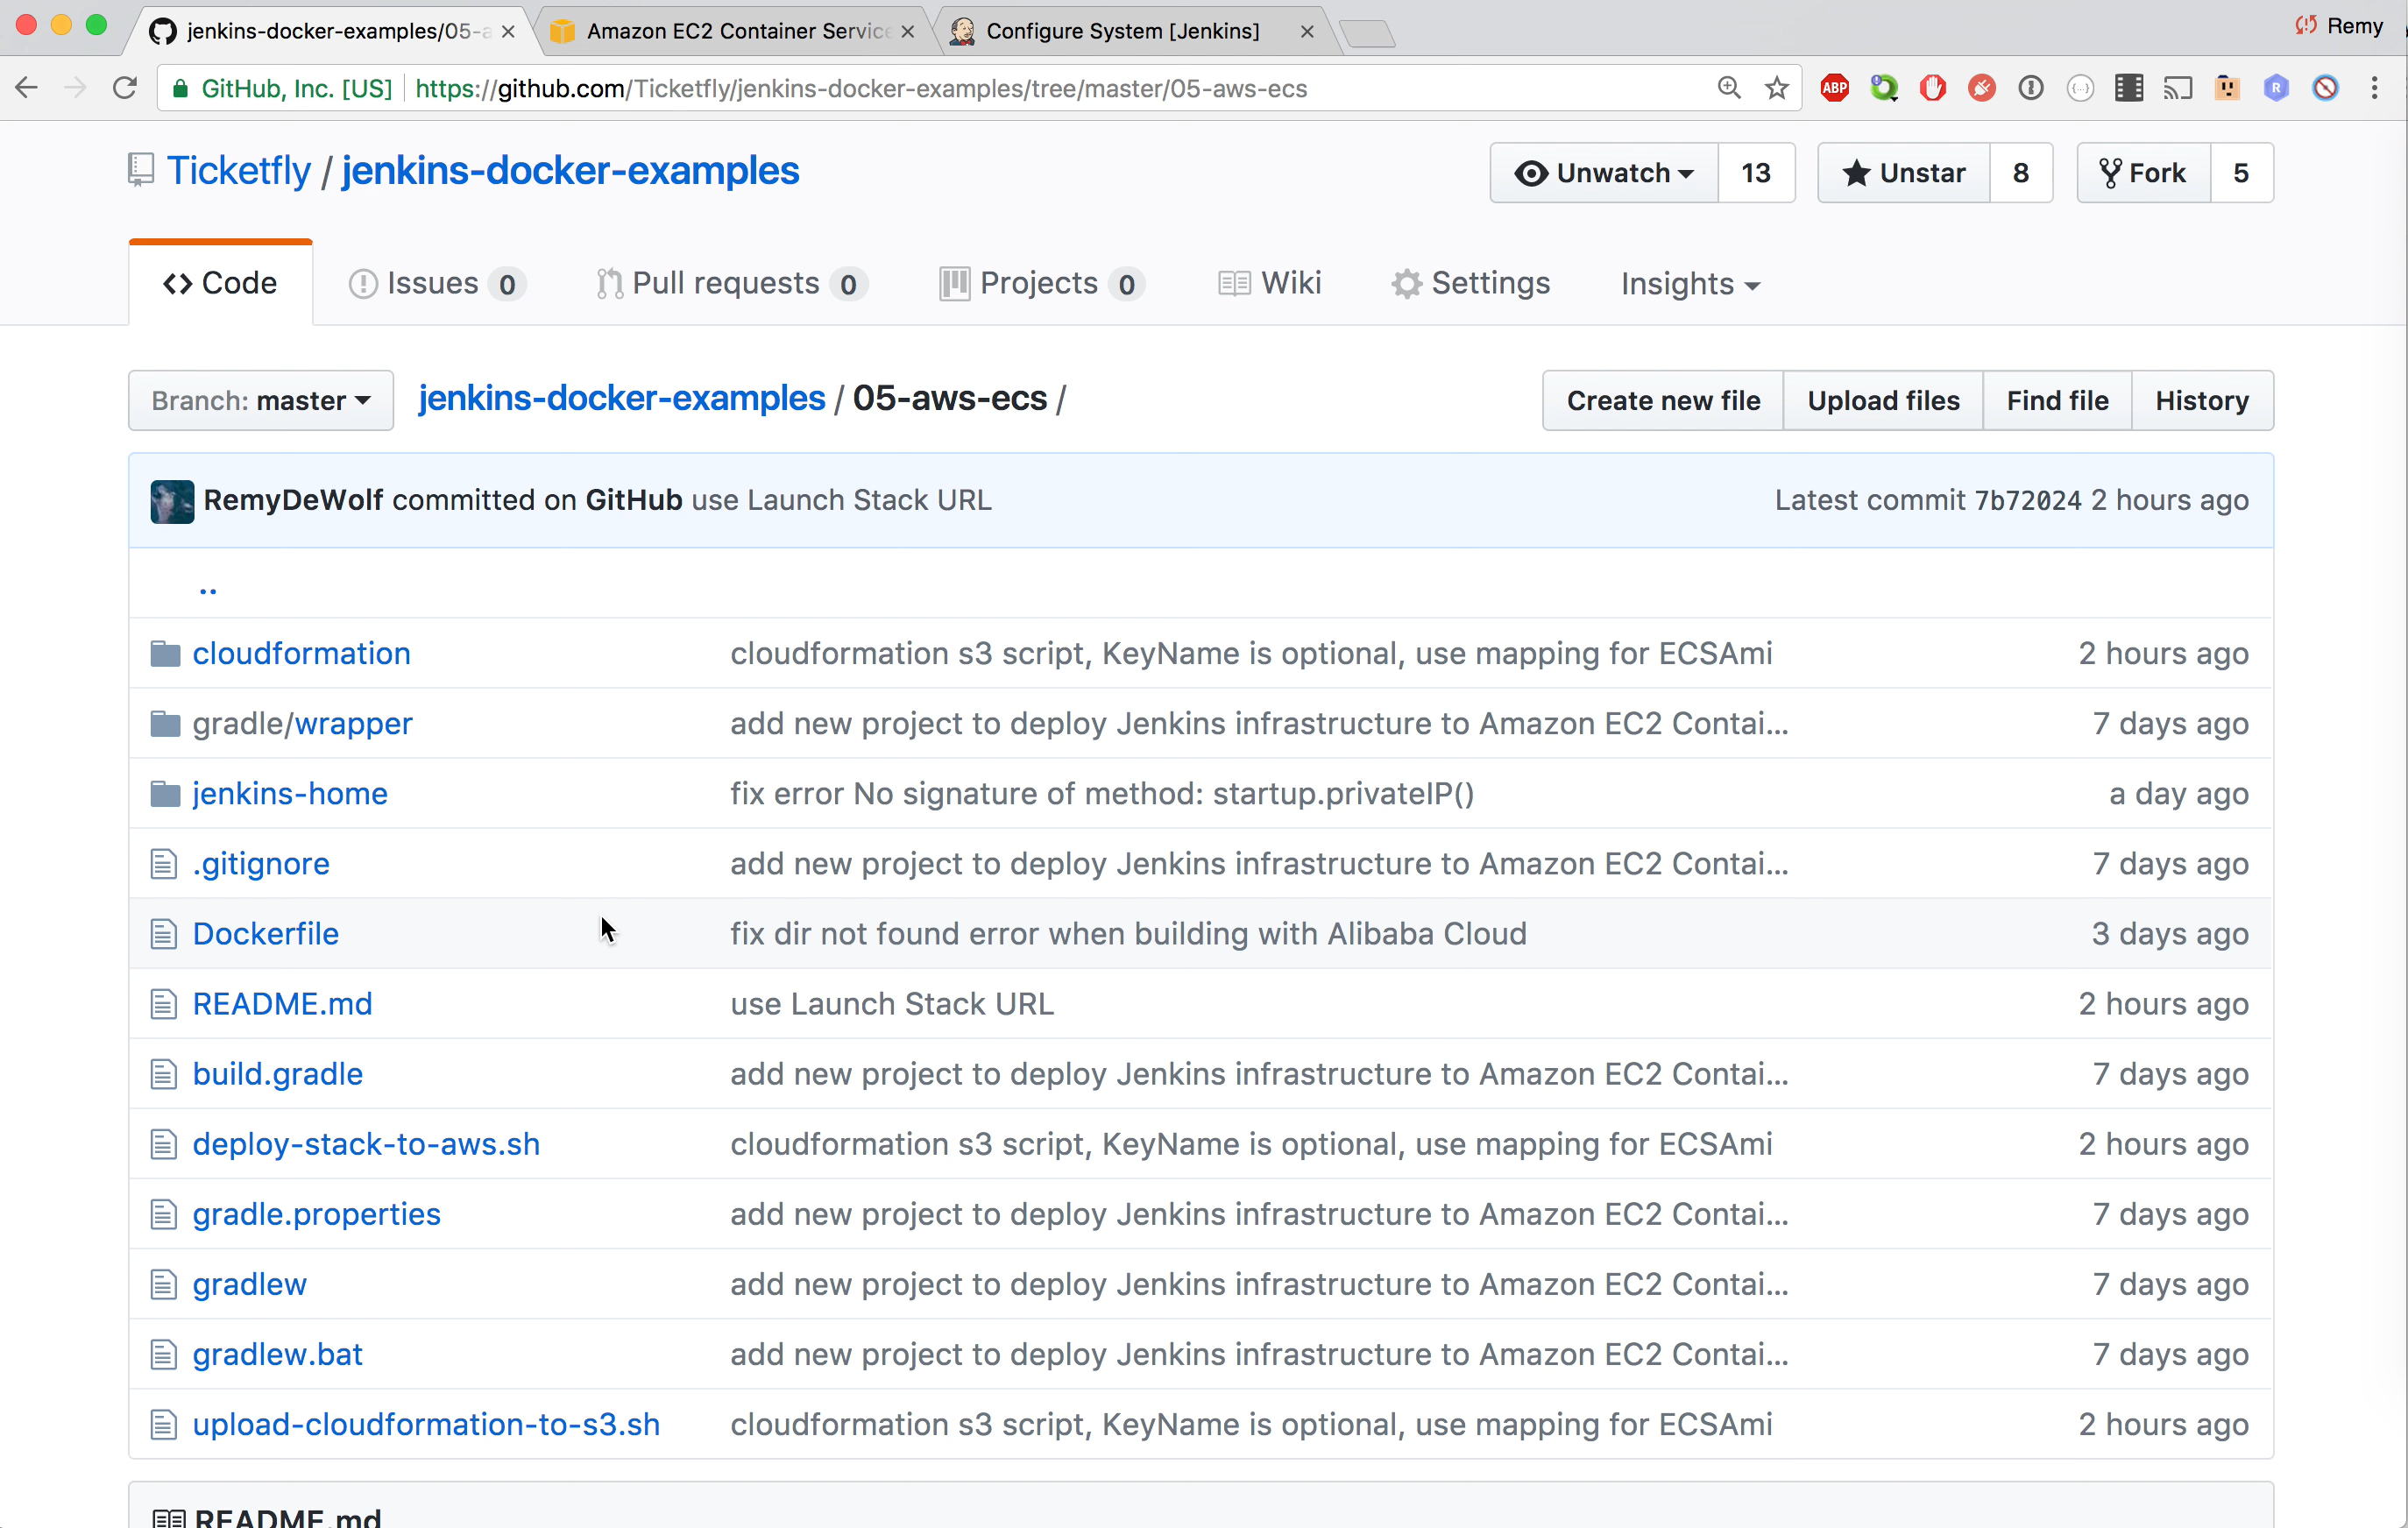 jenkins-docker-examples/05-a
Amazon EC2 Container Service
Configure System [Jenkins]
Remy
GitHub, Inc. [US]
https://github.com/Ticketfly/jenkins-docker-examples/tree/master/05-aws-ecs
ABP
Ticketfly / jenkins-docker-examples
Unwatch 13
Unstar 8
Fork 5
Code
Issues 0
Pull requests 0
Projects 0
Wiki
Settings
Insights
Branch: master
jenkins-docker-examples / 05-aws-ecs /
Create new file
Upload files
Find file
History
RemyDeWolf committed on GitHub use Launch Stack URL
Latest commit 7b72024 2 hours ago
..
cloudformation cloudformation s3 script, KeyName is optional, use mapping for ECSAmi 2 hours ago
gradle/wrapper add new project to deploy Jenkins infrastructure to Amazon EC2 Contai... 7 days ago
jenkins-home fix error No signature of method: startup.privateIP() a day ago
.gitignore add new project to deploy Jenkins infrastructure to Amazon EC2 Contai... 7 days ago
Dockerfile fix dir not found error when building with Alibaba Cloud 3 days ago
README.md use Launch Stack URL 2 hours ago
build.gradle add new project to deploy Jenkins infrastructure to Amazon EC2 Contai... 7 days ago
deploy-stack-to-aws.sh cloudformation s3 script, KeyName is optional, use mapping for ECSAmi 2 hours ago
gradle.properties add new project to deploy Jenkins infrastructure to Amazon EC2 Contai... 7 days ago
gradlew add new project to deploy Jenkins infrastructure to Amazon EC2 Contai... 7 days ago
gradlew.bat add new project to deploy Jenkins infrastructure to Amazon EC2 Contai... 7 days ago
upload-cloudformation-to-s3.sh cloudformation s3 script, KeyName is optional, use mapping for ECSAmi 2 hours ago
README.md